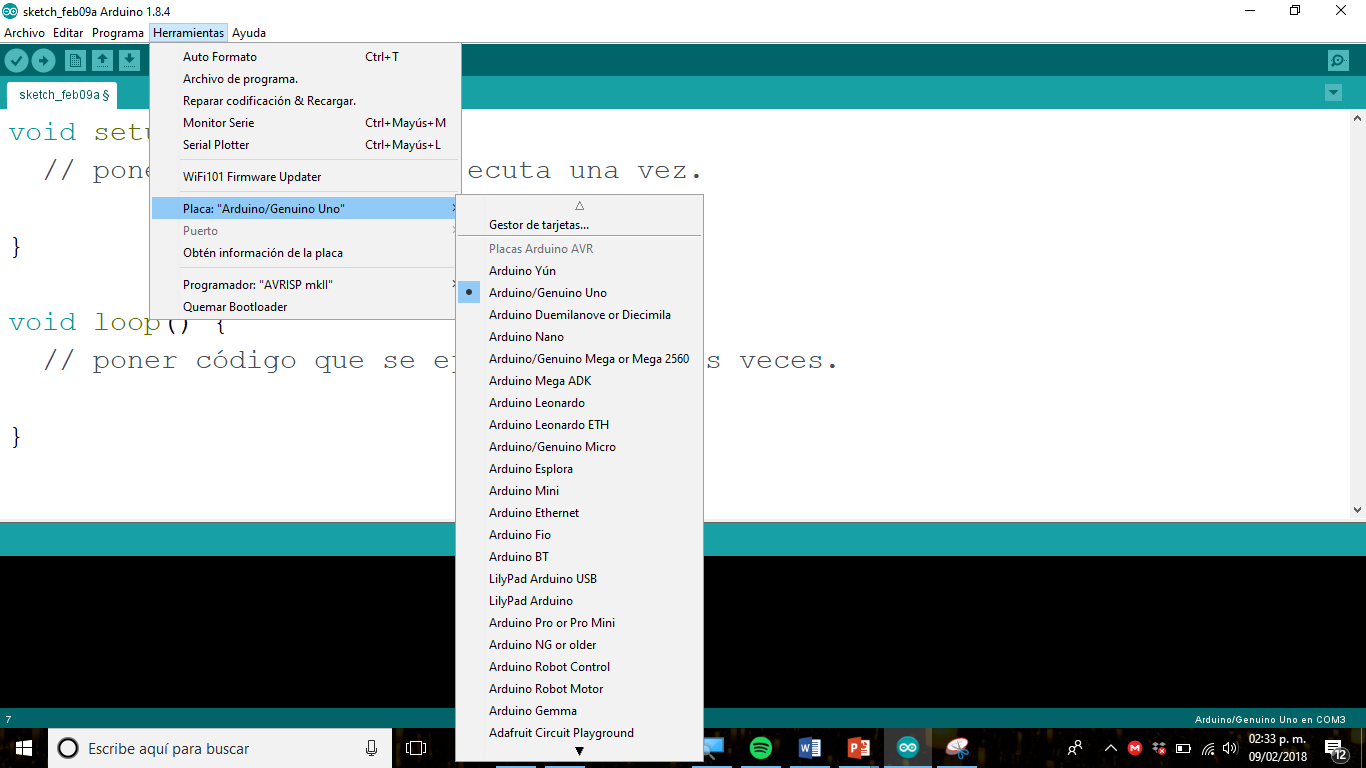 sketch_feb09a Arduino 1.8.4
Archivo Editar Programa Herramientas Ayuda
sketch_feb09a §
Auto Formato Ctrl+T
Archivo de programa.
Reparar codificación & Recargar.
Monitor Serie Ctrl+Mayús+M
Serial Plotter Ctrl+Mayús+L
WiFi101 Firmware Updater
Placa: "Arduino/Genuino Uno"
Puerto
Obtén información de la placa
Programador: "AVRISP mkII"
Quemar Bootloader
Gestor de tarjetas...
Placas Arduino AVR
Arduino Yún
Arduino/Genuino Uno
Arduino Duemilanove or Diecimila
Arduino Nano
Arduino/Genuino Mega or Mega 2560
Arduino Mega ADK
Arduino Leonardo
Arduino Leonardo ETH
Arduino/Genuino Micro
Arduino Esplora
Arduino Mini
Arduino Ethernet
Arduino Fio
Arduino BT
LilyPad Arduino USB
LilyPad Arduino
Arduino Pro or Pro Mini
Arduino NG or older
Arduino Robot Control
Arduino Robot Motor
Arduino Gemma
Adafruit Circuit Playground
void setu
// pone ecuta una vez.
}
void loop() {
// poner código que se ej s veces.
}
7
Arduino/Genuino Uno en COM3
Escribe aquí para buscar
02:33 p. m.
09/02/2018
12